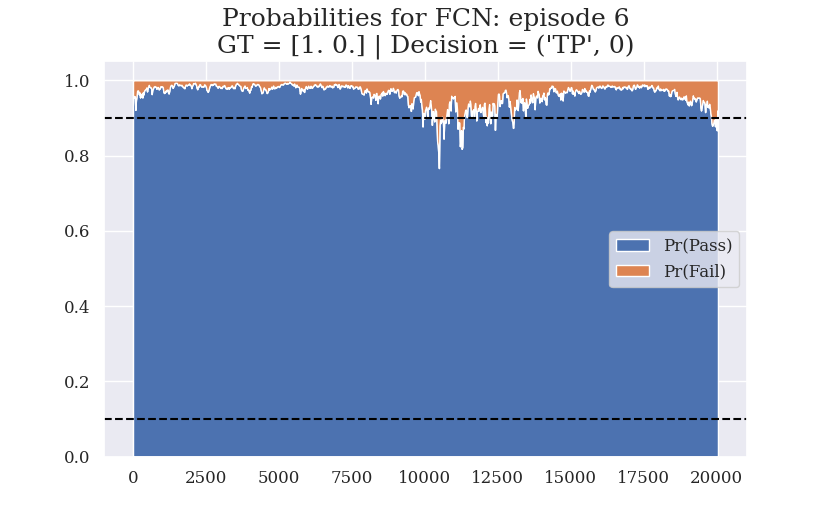 Probabilities for FCN: episode 6
GT = [1. 0.] | Decision = ('TP', 0)
1.0
0.8
0.6
0.4
0.2
0.0
Pr(Pass)
Pr(Fail)
0 2500 5000 7500 10000 12500 15000 17500 20000